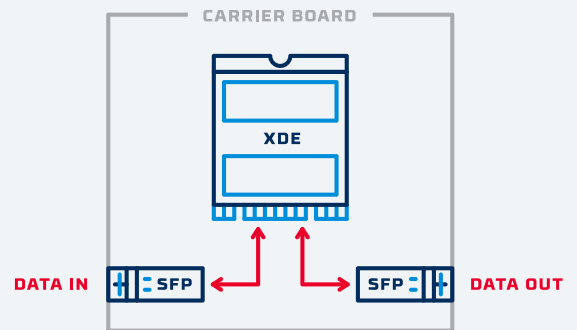 CARRIER BOARD
XDE
DATA IN
SFP
SFP
DATA OUT